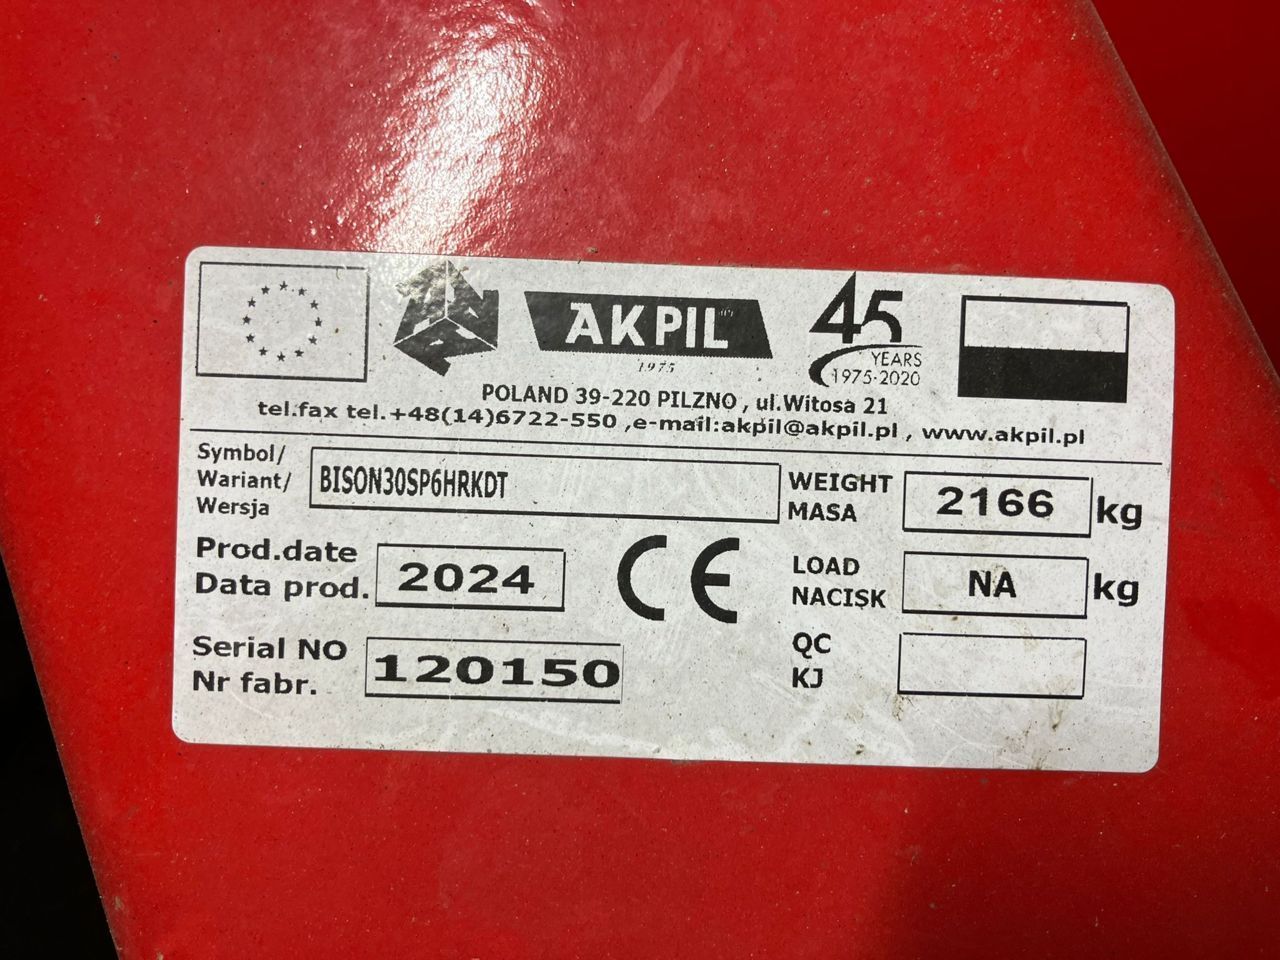 AKPIL
1975
45
YEARS
1975-2020
POLAND 39-220 PILZNO , ul.Witosa 21
tel.fax tel.+48(14)6722-550 ,e-mail:akpil@akpil.pl , www.akpil.pl
Symbol/
Wariant/
Wersja
BISON30SP6HRKDT
WEIGHT
MASA
2166 kg
Prod.date
Data prod.
2024
CE
LOAD
NACISK
NA kg
Serial NO
Nr fabr.
120150
QC
KJ